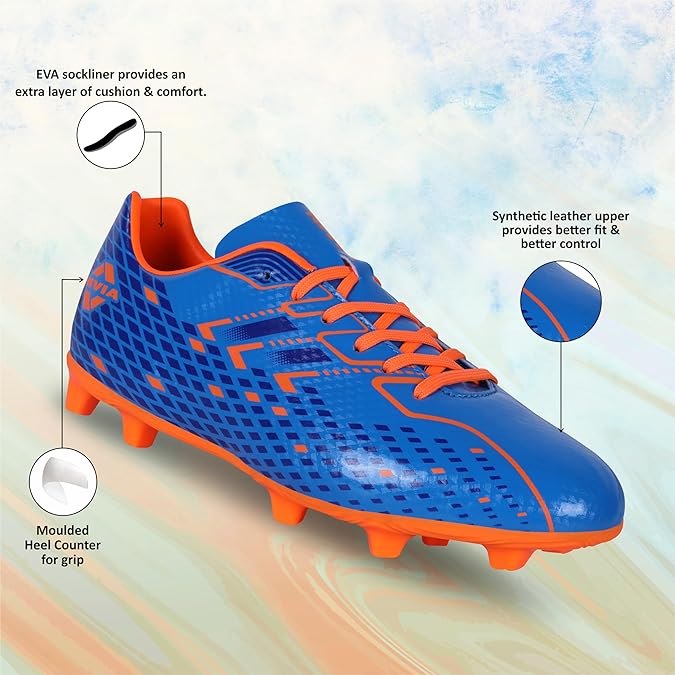 EVA sockliner provides an
extra layer of cushion & comfort.
Synthetic leather upper
provides better fit &
better control
NIVIA
Moulded
Heel Counter
for grip